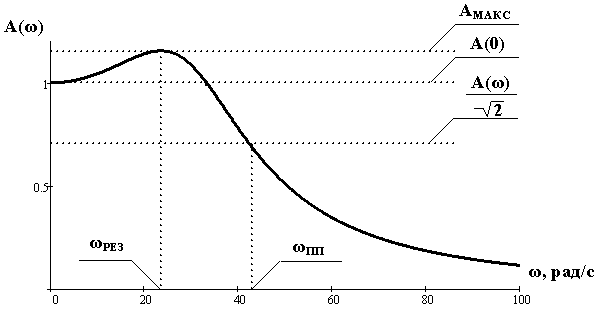 A(ω)
AМАКС
A(0)
A(ω)
¬√2
1
0.5
ωРЕЗ
ωПП
ω, рад/с
0 20 40 60 80 100